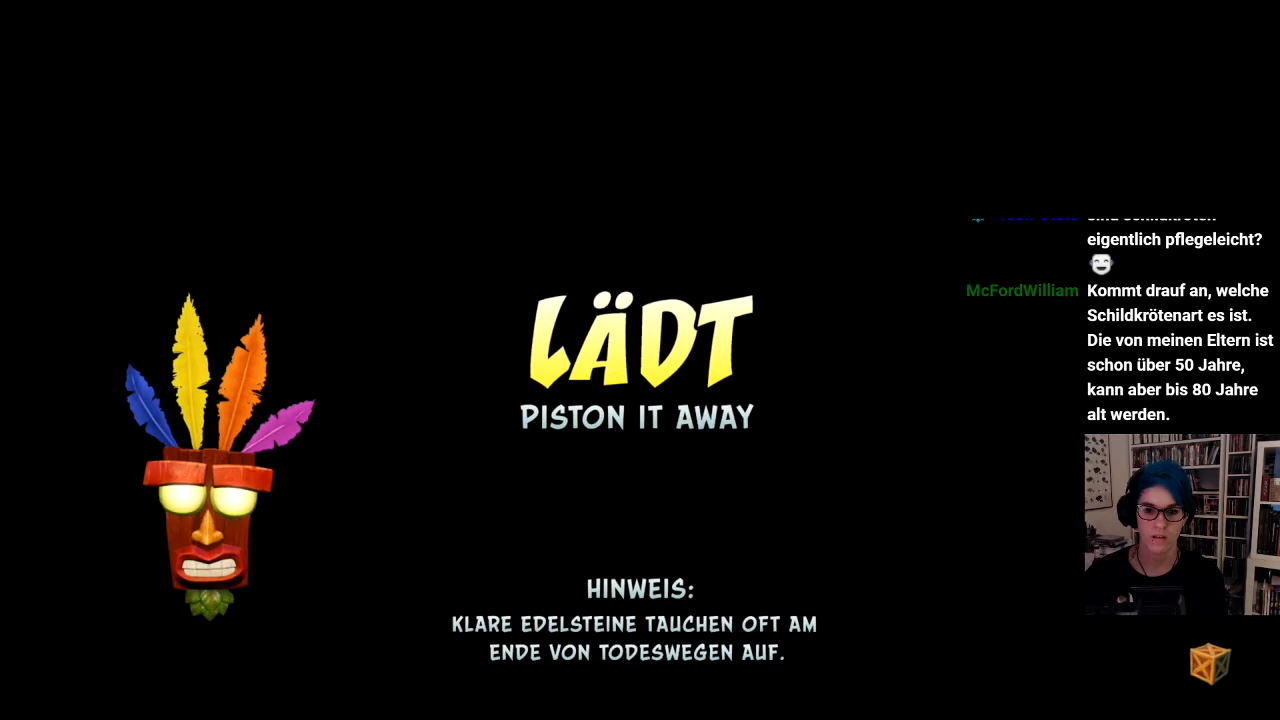 eigentlich pflegeleicht?
McFordWilliam Kommt drauf an, welche
Schildkrötenart es ist.
Die von meinen Eltern ist
schon über 50 Jahre,
kann aber bis 80 Jahre
alt werden.
LÄDT
PISTON IT AWAY
HINWEIS:
KLARE EDELSTEINE TAUCHEN OFT AM
ENDE VON TODESWEGEN AUF.